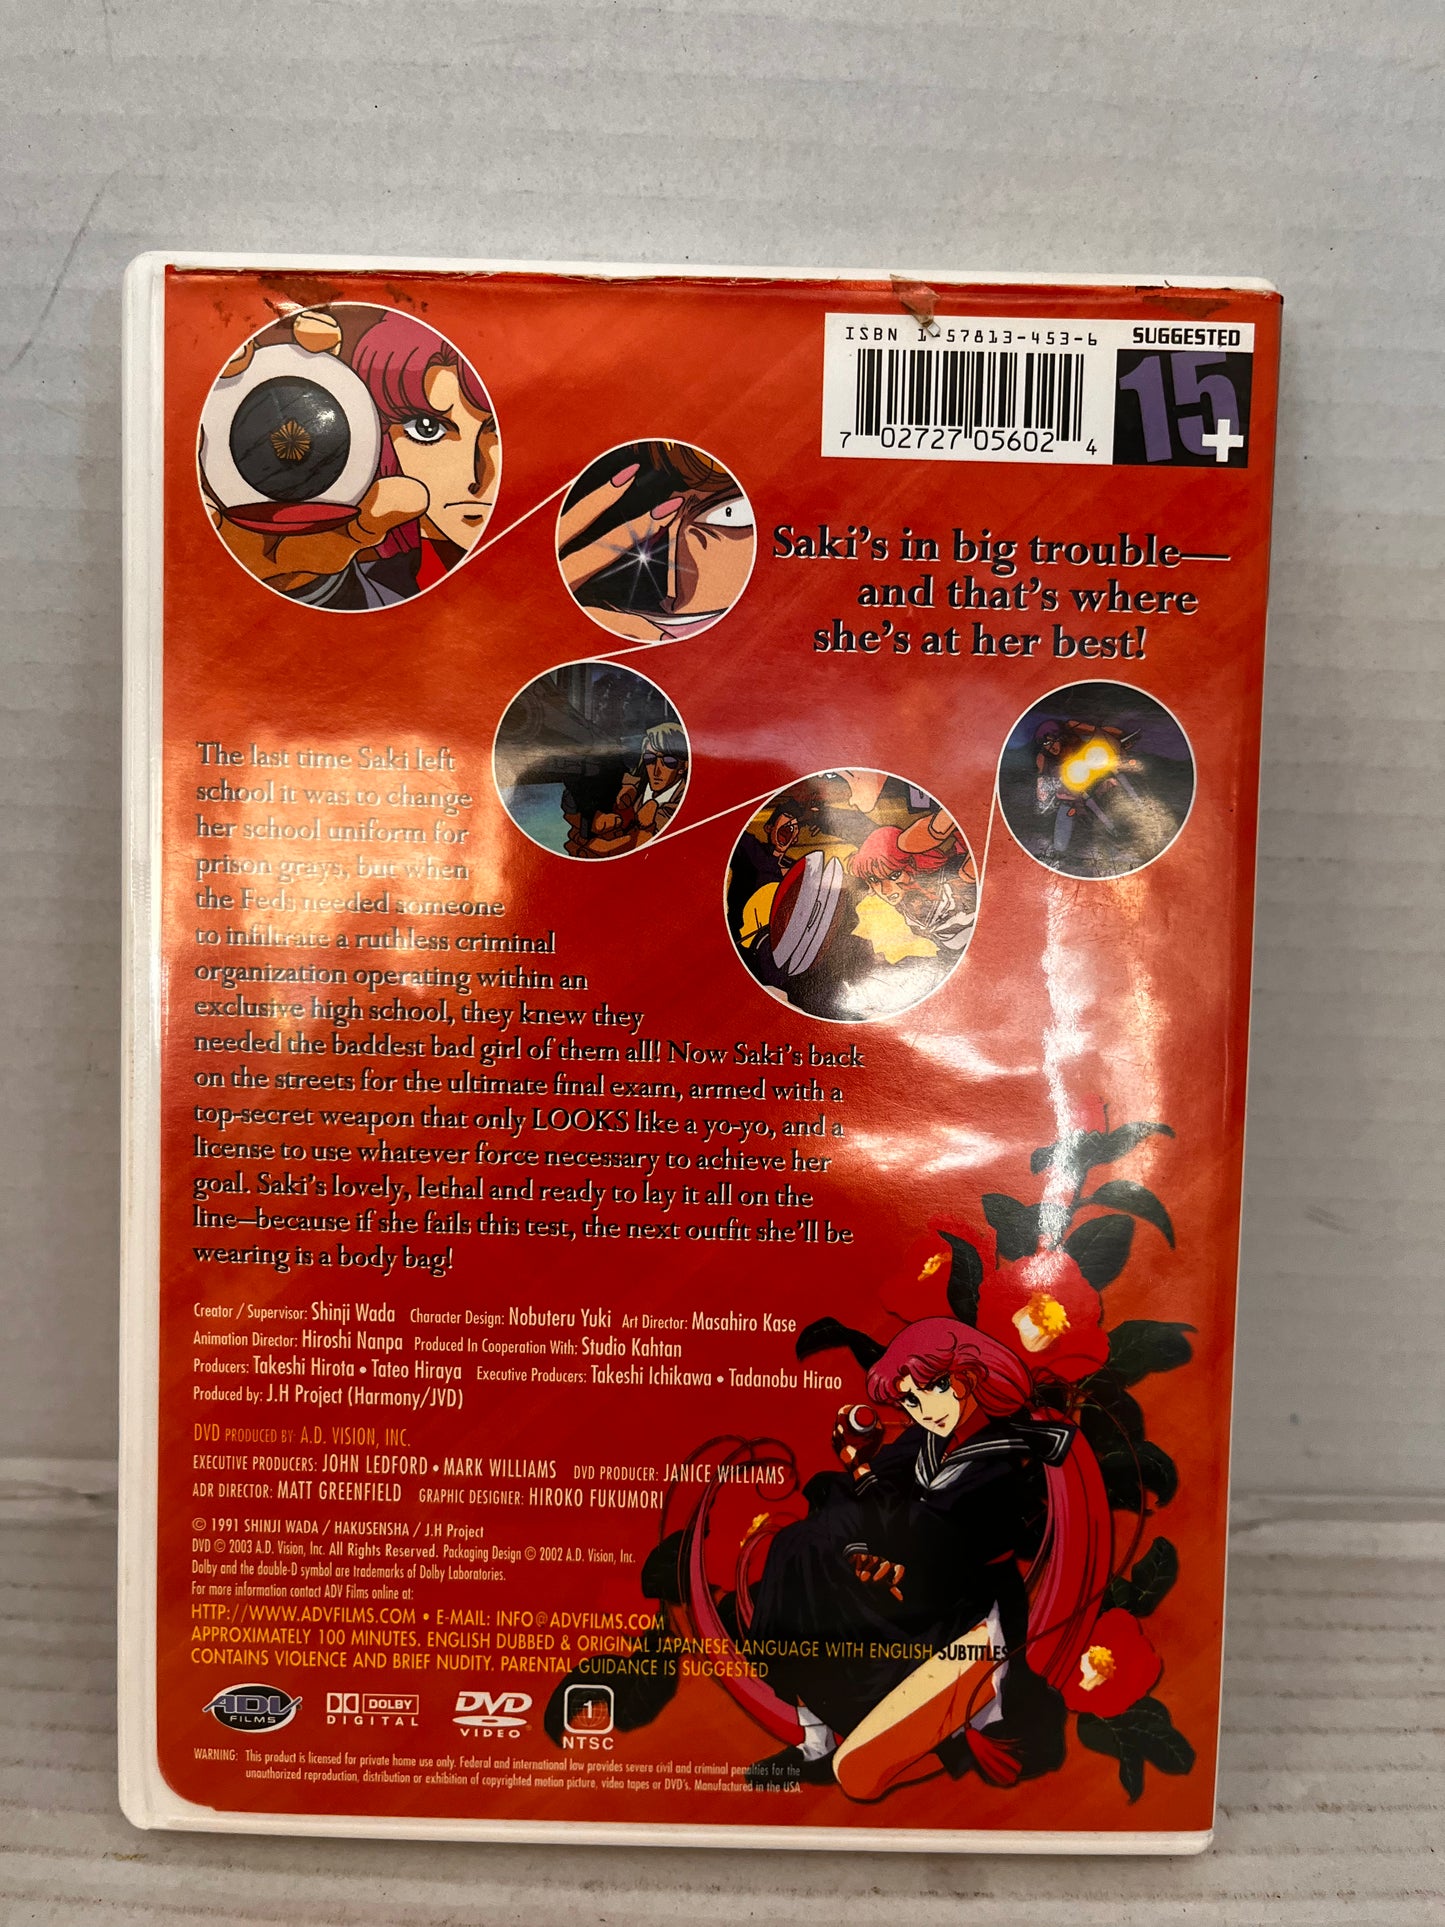 ISBN 1-57813-453-6
SUGGESTED
15+
7 02727 05602 4
Saki's in big trouble—
and that's where
she's at her best!
The last time Saki left
school it was to change
her school uniform for
prison grays, but when
the Feds needed someone
to infiltrate a ruthless criminal
organization operating within an
exclusive high school, they knew they
needed the baddest bad girl of them all! Now Saki's back
on the streets for the ultimate final exam, armed with a
top-secret weapon that only LOOKS like a yo-yo, and a
license to use whatever force necessary to achieve her
goal. Saki's lovely, lethal and ready to lay it all on the
line—because if she fails this test, the next outfit she'll be
wearing is a body bag!
Creator / Supervisor: Shinji Wada Character Design: Nobuteru Yuki Art Director: Masahiro Kase
Animation Director: Hiroshi Nanpa Produced In Cooperation With: Studio Kahtan
Producers: Takeshi Hirota • Tateo Hiraya Executive Producers: Takeshi Ichikawa • Tadanobu Hirao
Produced by: J.H Project (Harmony/JVD)
DVD PRODUCED BY: A.D. VISION, INC.
EXECUTIVE PRODUCERS: JOHN LEDFORD • MARK WILLIAMS DVD PRODUCER: JANICE WILLIAMS
ADR DIRECTOR: MATT GREENFIELD GRAPHIC DESIGNER: HIROKO FUKUMORI
© 1991 SHINJI WADA / HAKUSENSHA / J.H Project
DVD © 2003 A.D. Vision, Inc. All Rights Reserved. Packaging Design © 2002 A.D. Vision, Inc.
Dolby and the double-D symbol are trademarks of Dolby Laboratories.
For more information contact ADV Films online at:
HTTP://WWW.ADVFILMS.COM • E-MAIL: INFO@ADVFILMS.COM
APPROXIMATELY 100 MINUTES. ENGLISH DUBBED & ORIGINAL JAPANESE LANGUAGE WITH ENGLISH SUBTITLES
CONTAINS VIOLENCE AND BRIEF NUDITY. PARENTAL GUIDANCE IS SUGGESTED
ADV FILMS DOLBY DIGITAL DVD VIDEO 1 NTSC
WARNING: This product is licensed for private home use only. Federal and international law provides severe civil and criminal penalties for the
unauthorized reproduction, distribution or exhibition of copyrighted motion picture, video tapes or DVD's. Manufactured in the USA.